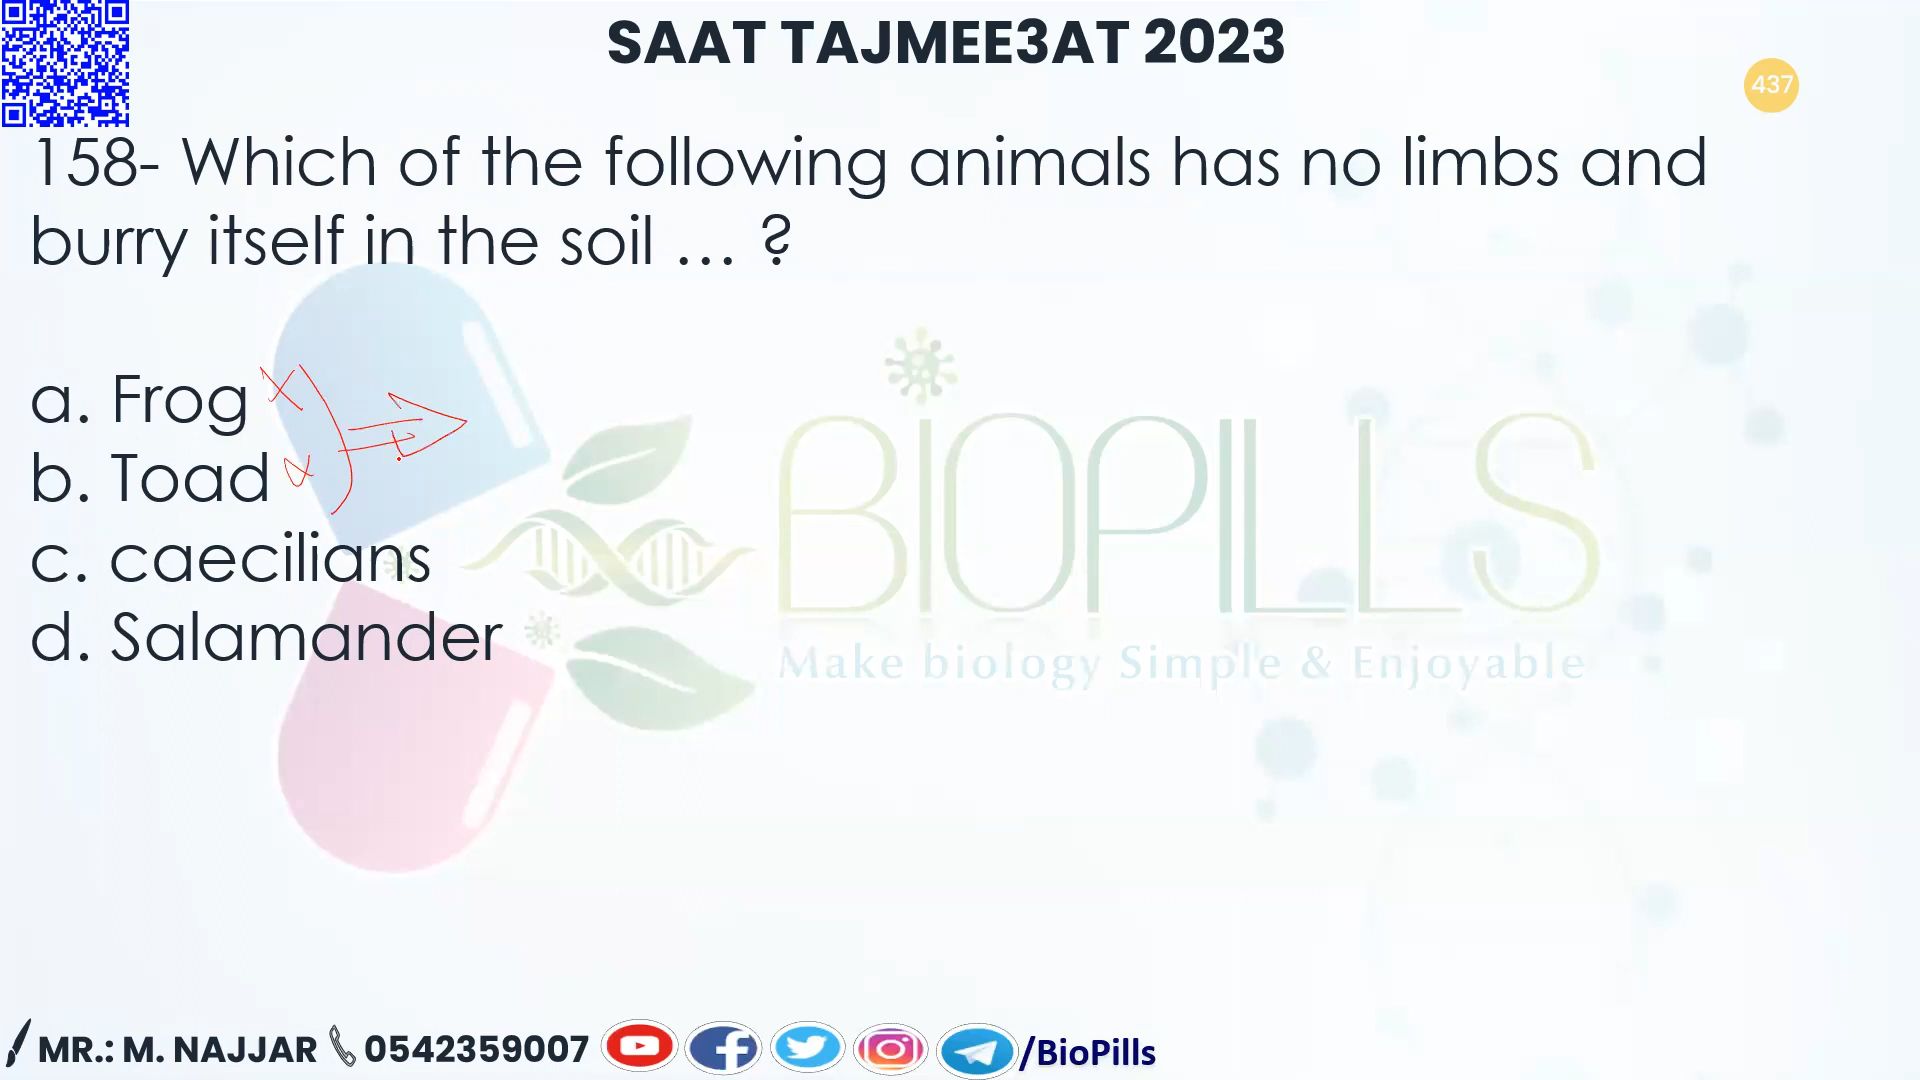 SAAT TAJMEE3AT 2023
437
158- Which of the following animals has no limbs and
burry itself in the soil ... ?
a. Frog
b. Toad
c. caecilians
d. Salamander
BIOPILLS
Make biology Simple & Enjoyable
MR.: M. NAJJAR 0542359007 /BioPills